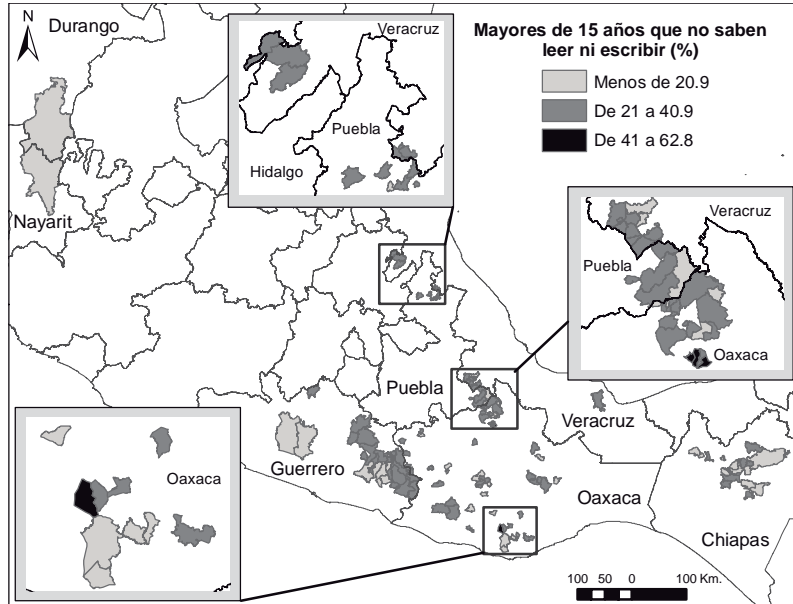 N
Durango
Veracruz
Puebla
Hidalgo
Mayores de 15 años que no saben
leer ni escribir (%)
Menos de 20.9
De 21 a 40.9
De 41 a 62.8
Nayarit
Veracruz
Puebla
Oaxaca
Puebla
Veracruz
Guerrero
Oaxaca
Oaxaca
Chiapas
100 50 0 100 Km.